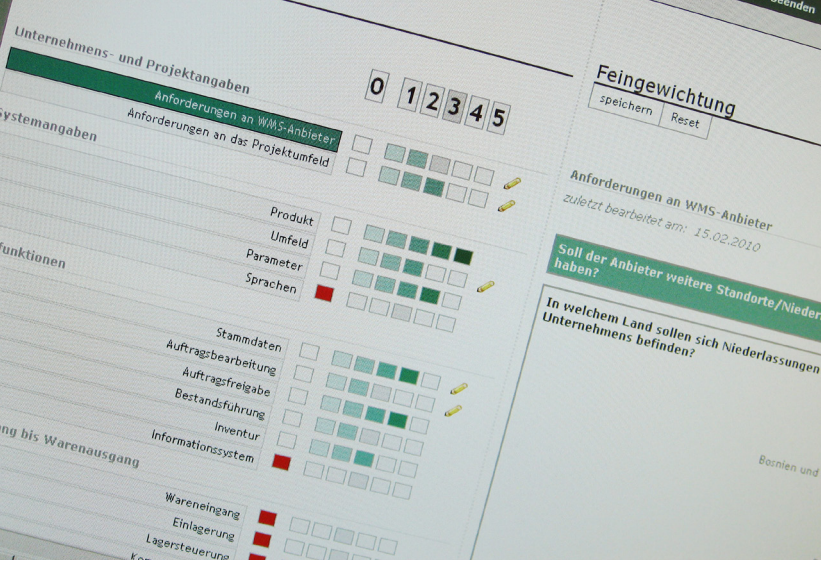 eenden
Unternehmens- und Projektangaben
0 1 2 3 4 5
Anforderungen an WMS-Anbieter
Anforderungen an das Projektumfeld
ystemangaben
Produkt
Umfeld
Parameter
Sprachen
funktionen
Stammdaten
Auftragsbearbeitung
Auftragsfreigabe
Bestandsführung
Inventur
Informationssystem
ng bis Warenausgang
Wareneingang
Einlagerung
Lagersteuerung
Feingewichtung
speichern Reset
Anforderungen an WMS-Anbieter
zuletzt bearbeitet am: 15.02.2010
Soll der Anbieter weitere Standorte/Nieder
haben?
In welchem Land sollen sich Niederlassungen
Unternehmens befinden?
Bosnien und